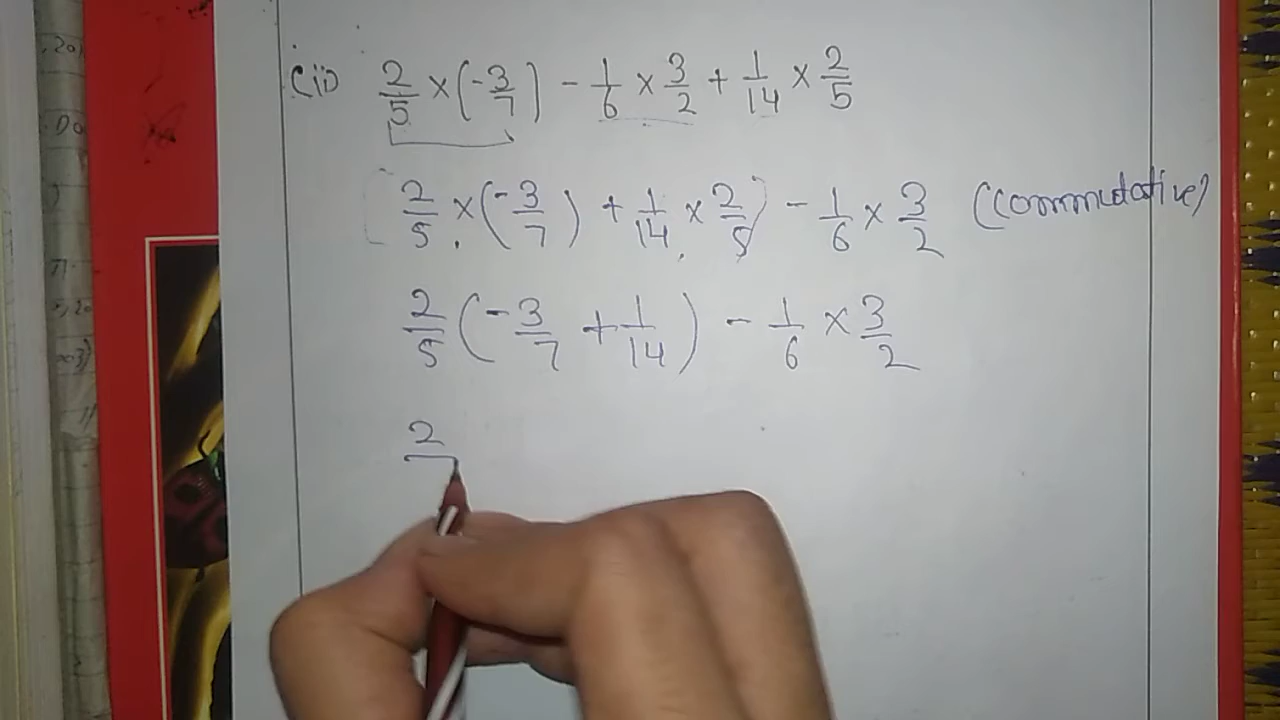 (ii) 2/5 × (-3/7) - 1/6 × 3/2 + 1/14 × 2/5
[2/5 × (-3/7) + 1/14 × 2/5] - 1/6 × 3/2 (commutative)
2/5 (-3/7 + 1/14) - 1/6 × 3/2
2